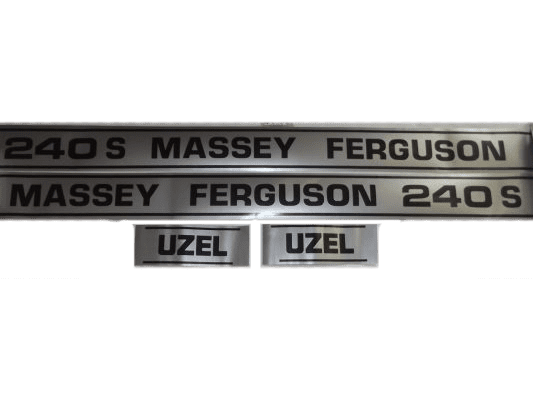 240 S MASSEY FERGUSON
MASSEY FERGUSON 240 S
UZEL UZEL